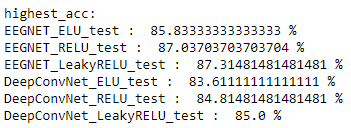 highest_acc:
EEGNET_ELU_test :  85.83333333333333 %
EEGNET_RELU_test :  87.03703703703704 %
EEGNET_LeakyRELU_test :  87.31481481481481 %
DeepConvNet_ELU_test :  83.61111111111111 %
DeepConvNet_RELU_test :  84.81481481481481 %
DeepConvNet_LeakyRELU_test :  85.0 %